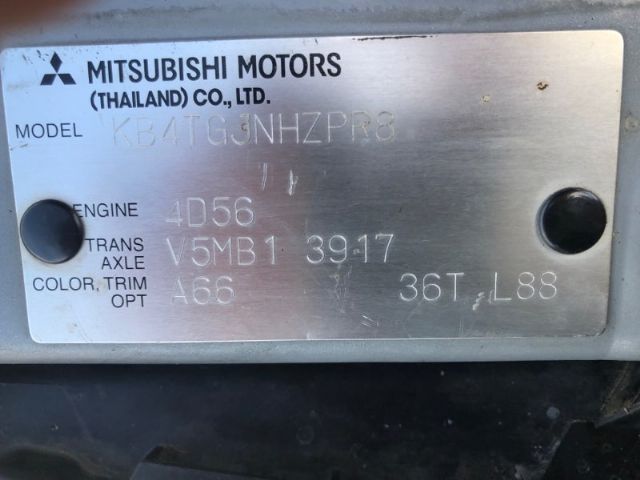 MITSUBISHI MOTORS
(THAILAND) CO., LTD.
MODEL KB4TGJNHZPR8
ENGINE 4D56
TRANS AXLE V5MB1 3917
COLOR, TRIM OPT A66 36T, L88